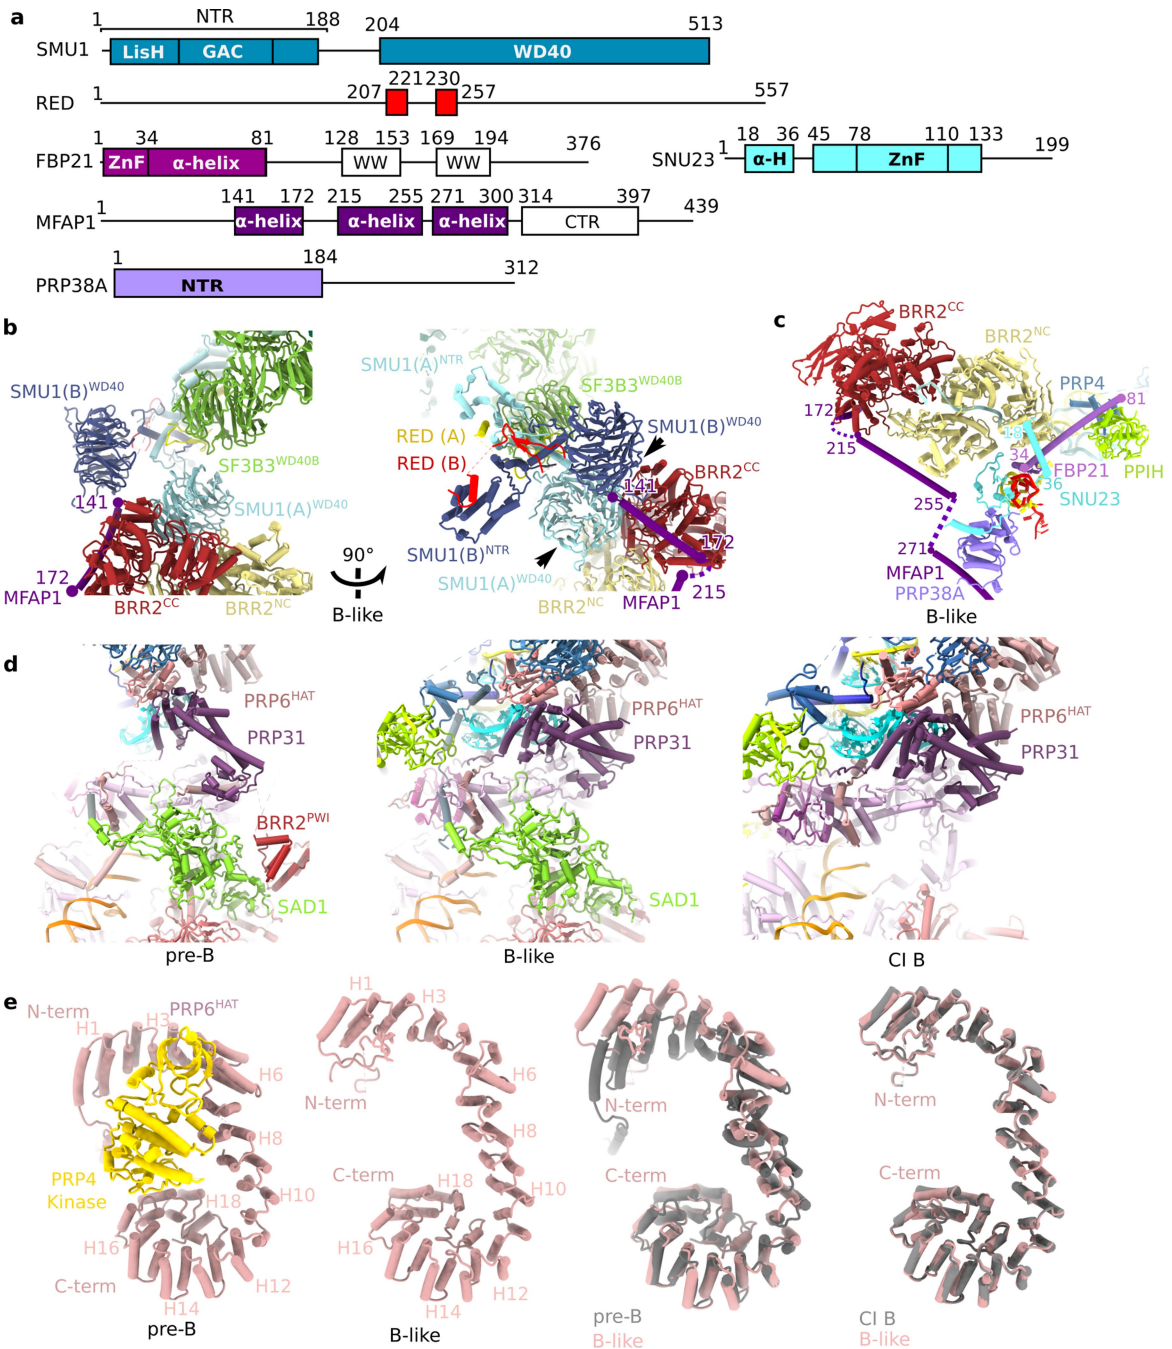 a
1 NTR 188 204 513
SMU1 LisH GAC WD40
1 207 221 230 257 557
RED
1 34 81 128 153 169 194 376
FBP21 ZnF α-helix WW WW
1 18 36 45 78 110 133 199
SNU23 α-H ZnF
1 141 172 215 255 271 300 314 397 439
MFAP1 α-helix α-helix α-helix CTR
1 184 312
PRP38A NTR
b
SMU1(B)WD40
SF3B3WD40B
SMU1(A)WD40
141
172
MFAP1
BRR2CC
BRR2NC
90°
B-like
SMU1(A)NTR
SF3B3WD40B
RED (A)
SMU1(B)WD40
RED (B)
BRR2CC
141
SMU1(B)NTR
172
SMU1(A)WD40
215
BRR2NC
MFAP1
c
BRR2CC
BRR2NC
PRP4
81
172
18
215
34
FBP21
PPIH
36
SNU23
255
271
MFAP1
PRP38A
B-like
d
PRP6HAT
PRP31
BRR2PWI
SAD1
pre-B
PRP6HAT
PRP31
SAD1
B-like
PRP6HAT
PRP31
CI B
e
N-term
H1
H3
PRP6HAT
H6
H8
PRP4
Kinase
H18
H10
H16
C-term
H12
H14
pre-B
H1
H3
H6
N-term
H8
C-term
H18
H10
H16
H12
H14
B-like
N-term
C-term
pre-B
B-like
N-term
C-term
CI B
B-like